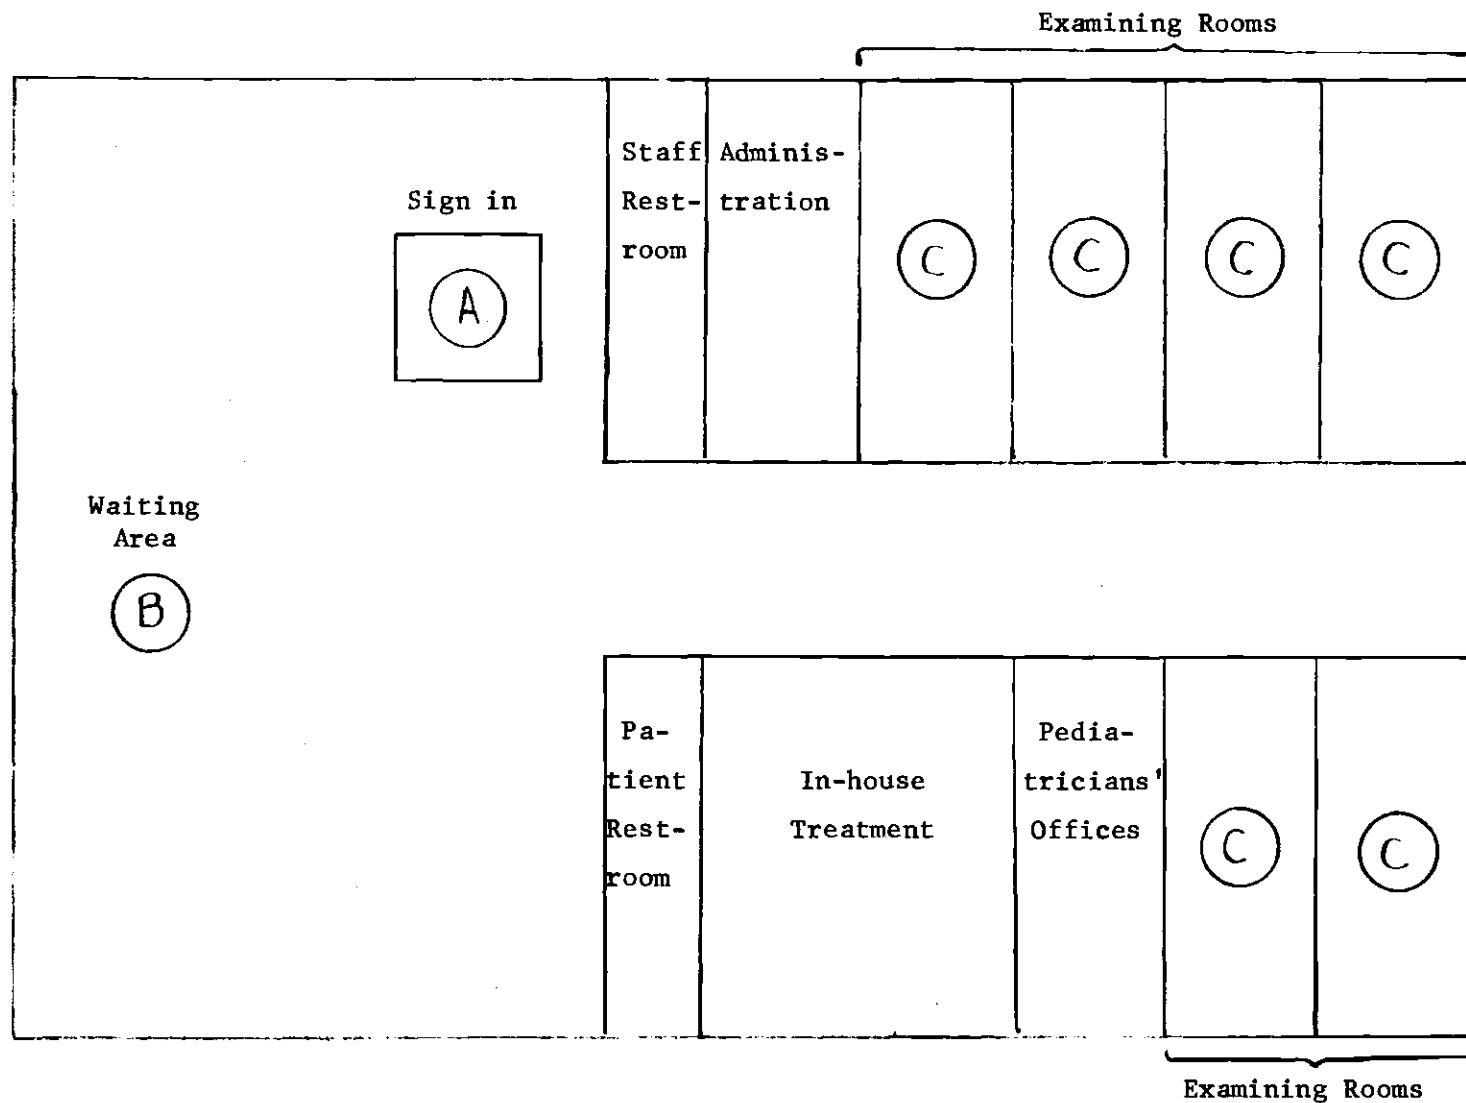 Examining Rooms
Staff
Rest-
room
Adminis-
tration
Sign in
A
C
C
C
C
Waiting
Area
B
Pa-
tient
Rest-
room
In-house
Treatment
Pedia-
tricians'
Offices
C
C
Examining Rooms